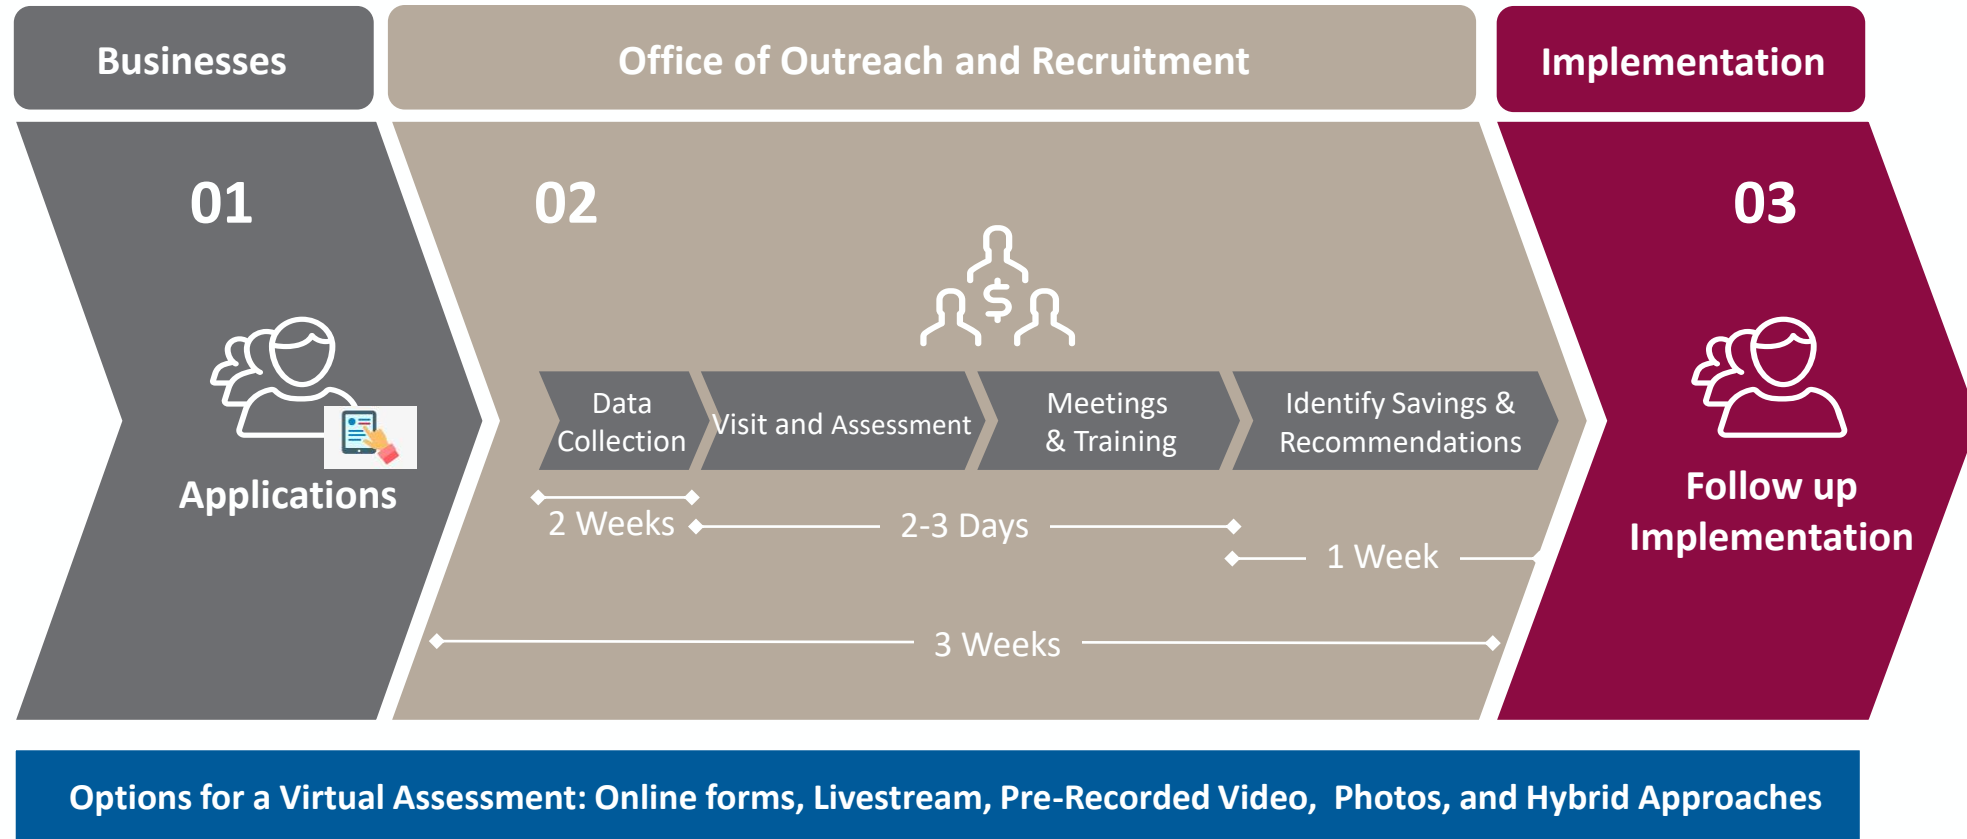 Businesses
Office of Outreach and Recruitment
Implementation
01
02
03
Applications
Data
Collection
Visit and Assessment
Meetings
& Training
Identify Savings &
Recommendations
2 Weeks
2-3 Days
1 Week
3 Weeks
Follow up
Implementation
Options for a Virtual Assessment: Online forms, Livestream, Pre-Recorded Video, Photos, and Hybrid Approaches